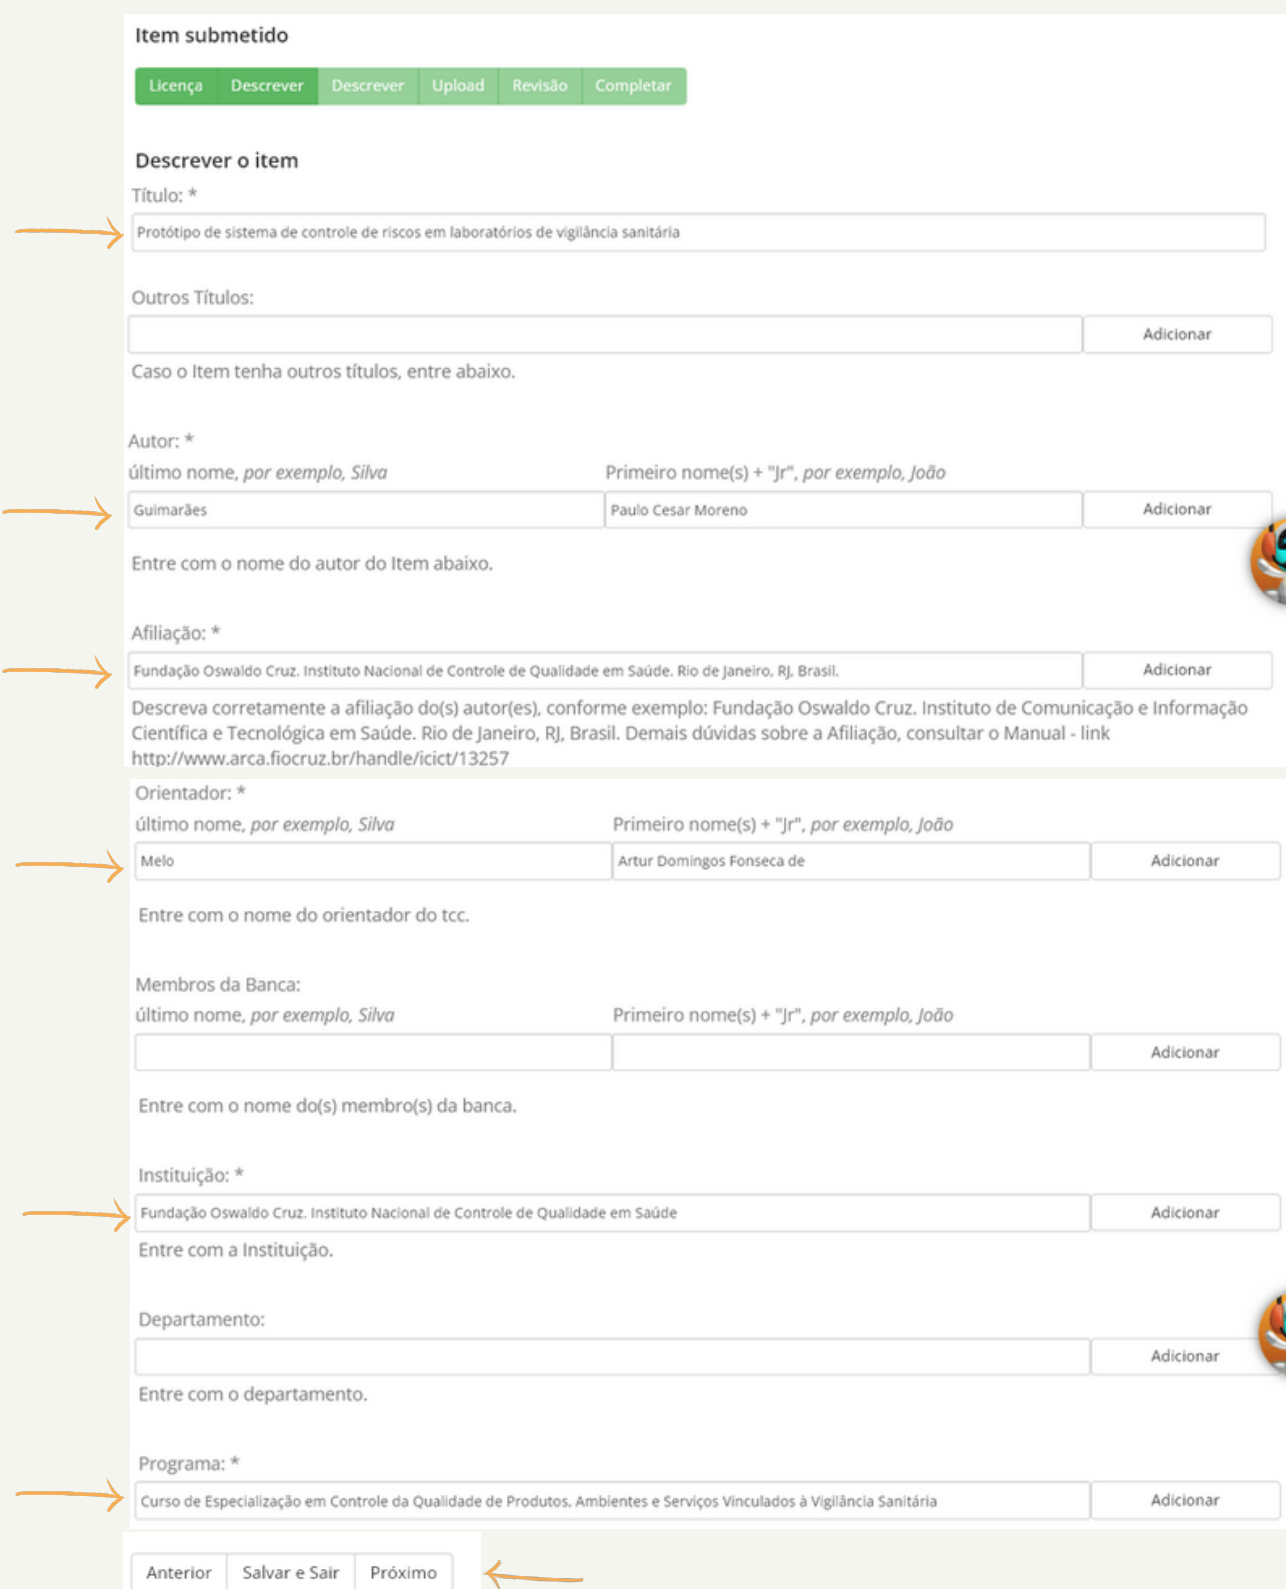 Item submetido
Licença Descrever Descrever Upload Revisão Completar
Descrever o item
Título: *
Protótipo de sistema de controle de riscos em laboratórios de vigilância sanitária
Outros Títulos:
Adicionar
Caso o Item tenha outros títulos, entre abaixo.
Autor: *
último nome, por exemplo, Silva Primeiro nome(s) + "Jr", por exemplo, João
Guimarães Paulo Cesar Moreno Adicionar
Entre com o nome do autor do Item abaixo.
Afiliação: *
Fundação Oswaldo Cruz. Instituto Nacional de Controle de Qualidade em Saúde. Rio de Janeiro, RJ, Brasil. Adicionar
Descreva corretamente a afiliação do(s) autor(es), conforme exemplo: Fundação Oswaldo Cruz. Instituto de Comunicação e Informação
Científica e Tecnológica em Saúde. Rio de Janeiro, RJ, Brasil. Demais dúvidas sobre a Afiliação, consultar o Manual - link
http://www.arca.fiocruz.br/handle/icict/13257
Orientador: *
último nome, por exemplo, Silva Primeiro nome(s) + "Jr", por exemplo, João
Melo Artur Domingos Fonseca de Adicionar
Entre com o nome do orientador do tcc.
Membros da Banca:
último nome, por exemplo, Silva Primeiro nome(s) + "Jr", por exemplo, João
Adicionar
Entre com o nome do(s) membro(s) da banca.
Instituição: *
Fundação Oswaldo Cruz. Instituto Nacional de Controle de Qualidade em Saúde Adicionar
Entre com a Instituição.
Departamento:
Adicionar
Entre com o departamento.
Programa: *
Curso de Especialização em Controle da Qualidade de Produtos, Ambientes e Serviços Vinculados à Vigilância Sanitária Adicionar
Anterior Salvar e Sair Próximo